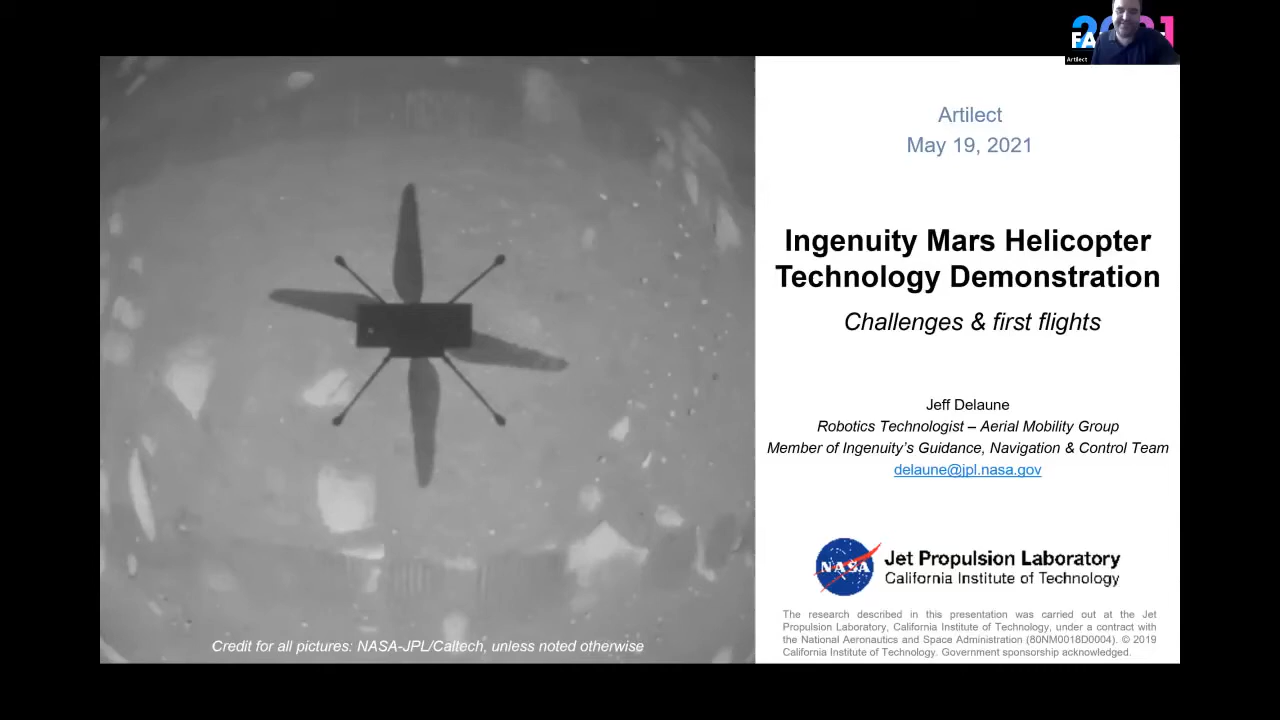 Artilect
Artilect
May 19, 2021
Ingenuity Mars Helicopter
Technology Demonstration
Challenges & first flights
Jeff Delaune
Robotics Technologist – Aerial Mobility Group
Member of Ingenuity's Guidance, Navigation & Control Team
delaune@jpl.nasa.gov
NASA
Jet Propulsion Laboratory
California Institute of Technology
The research described in this presentation was carried out at the Jet
Propulsion Laboratory, California Institute of Technology, under a contract with
the National Aeronautics and Space Administration (80NM0018D0004). © 2019
California Institute of Technology. Government sponsorship acknowledged.
Credit for all pictures: NASA-JPL/Caltech, unless noted otherwise